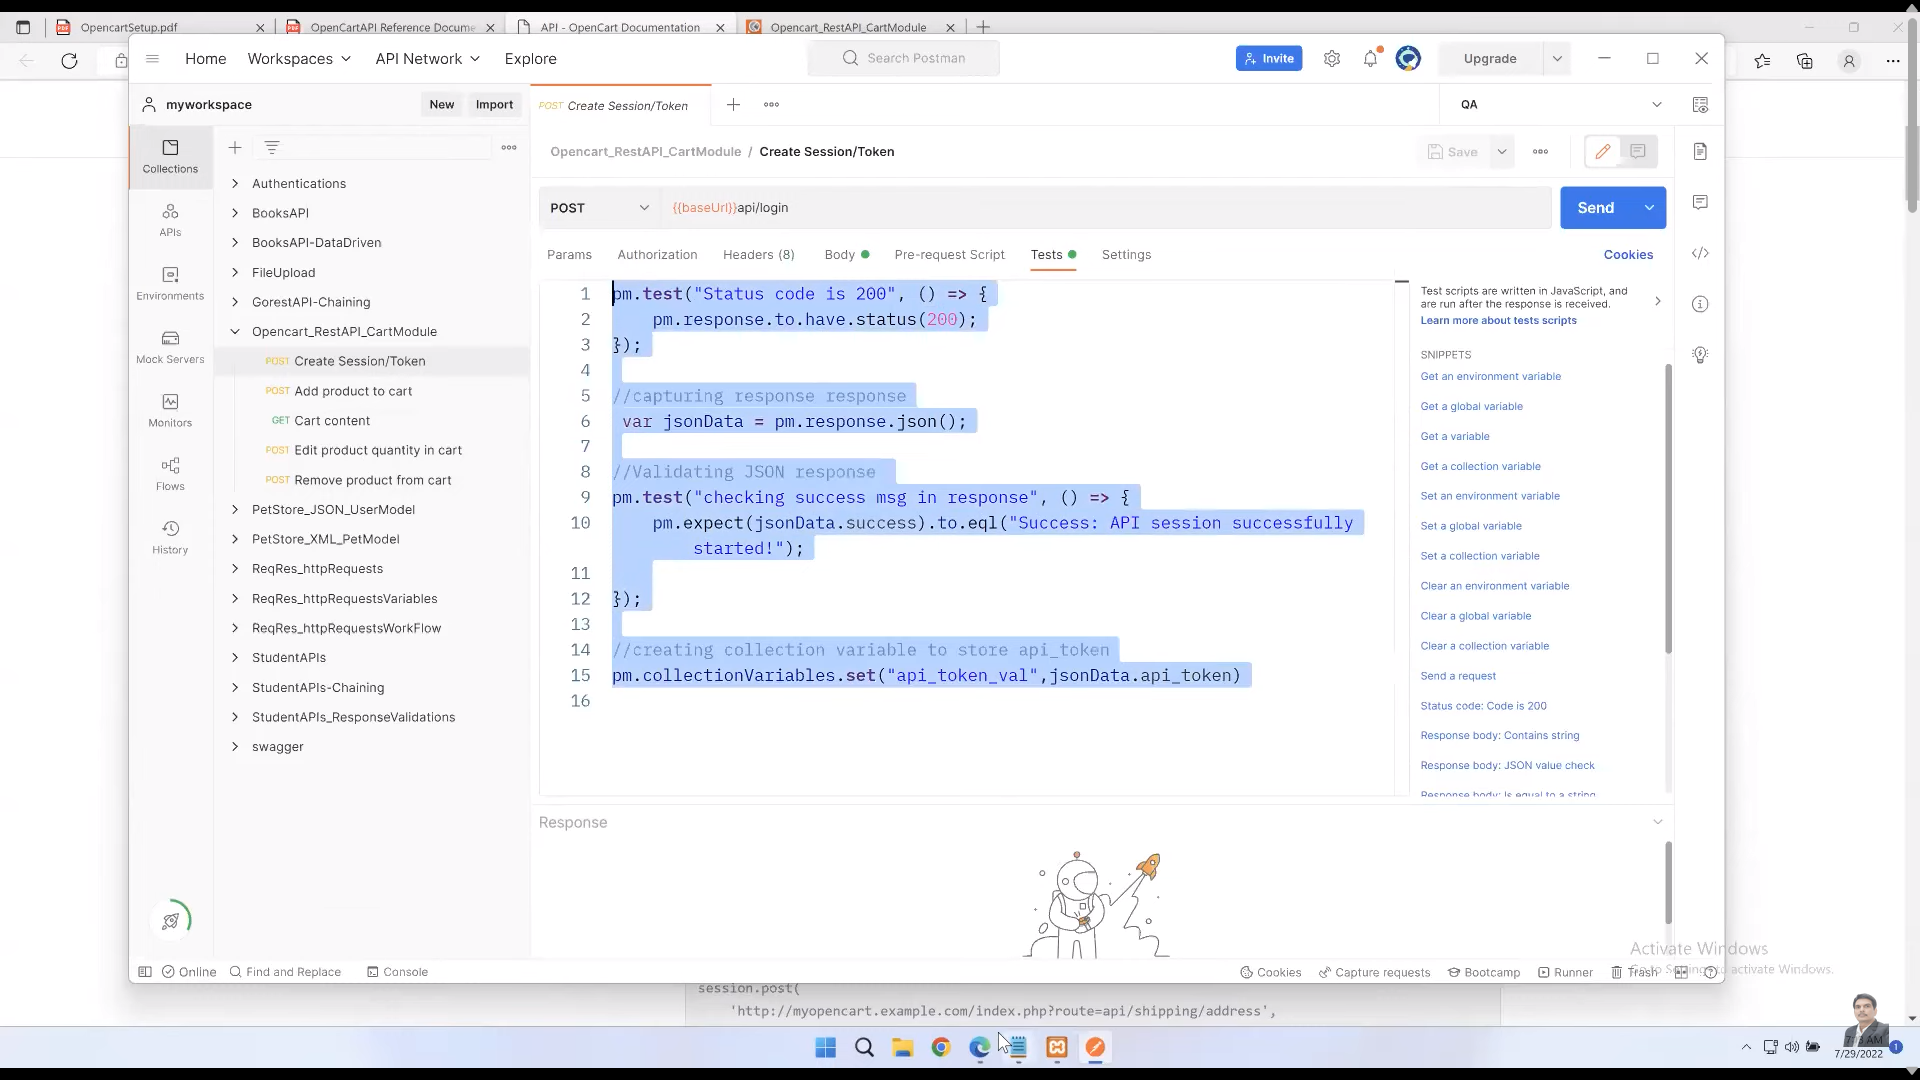 OpencartSetup.pdf
OpenCartAPI Reference Docume
API - OpenCart Documentation
Opencart_RestAPI_CartModule
Home
Workspaces
API Network
Explore
Search Postman
Invite
Upgrade
myworkspace
New
Import
POST Create Session/Token
QA
Collections
Opencart_RestAPI_CartModule / Create Session/Token
Save
Authentications
BooksAPI
BooksAPI-DataDriven
FileUpload
GorestAPI-Chaining
Opencart_RestAPI_CartModule
POST Create Session/Token
POST Add product to cart
GET Cart content
POST Edit product quantity in cart
POST Remove product from cart
PetStore_JSON_UserModel
PetStore_XML_PetModel
ReqRes_httpRequests
ReqRes_httpRequestsVariables
ReqRes_httpRequestsWorkFlow
StudentAPIs
StudentAPIs-Chaining
StudentAPIs_ResponseValidations
swagger
APIs
Environments
Mock Servers
Monitors
Flows
History
POST
{{baseUrl}}api/login
Send
Params
Authorization
Headers (8)
Body
Pre-request Script
Tests
Settings
Cookies
1 pm.test("Status code is 200", () => {
2 pm.response.to.have.status(200);
3 });
4
5 //capturing response response
6 var jsonData = pm.response.json();
7
8 //Validating JSON response
9 pm.test("checking success msg in response", () => {
10 pm.expect(jsonData.success).to.eql("Success: API session successfully
started!");
11
12 });
13
14 //creating collection variable to store api_token
15 pm.collectionVariables.set("api_token_val",jsonData.api_token)
16
Test scripts are written in JavaScript, and
are run after the response is received.
Learn more about tests scripts
SNIPPETS
Get an environment variable
Get a global variable
Get a variable
Get a collection variable
Set an environment variable
Set a global variable
Set a collection variable
Clear an environment variable
Clear a global variable
Clear a collection variable
Send a request
Status code: Code is 200
Response body: Contains string
Response body: JSON value check
Response body: Is equal to a string
Response
Activate Windows
Go to Settings to activate Windows.
Online
Find and Replace
Console
Cookies
Capture requests
Bootcamp
Runner
Trash
session.post(
'http://myopencart.example.com/index.php?route=api/shipping/address',
7/29/2022
1